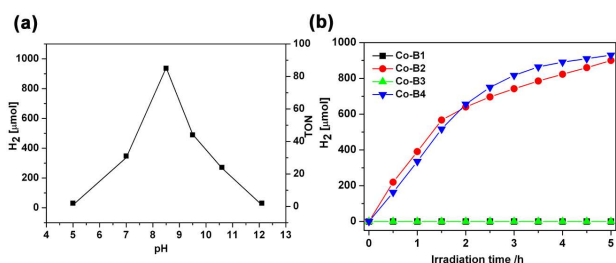 (a)
H2 [μmol]
1000
800
600
400
200
0
5 6 7 8 9 10 11 12 13
pH
100
80
60
40
20
0
TON
(b)
H2 [μmol]
1000
800
600
400
200
0
Co-B1
Co-B2
Co-B3
Co-B4
0 1 2 3 4 5
Irradiation time /h